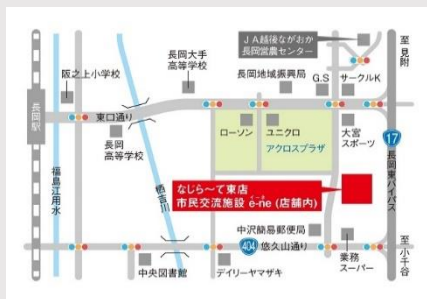 JA越後ながおか
長岡営農センター
至見附
阪之上小学校
長岡大手
高等学校
長岡地域振興局
G.S
サークルK
長岡駅
東口通り
長岡
高等学校
ローソン
ユニクロ
アクロスプラザ
大宮
スポーツ
17
長岡東バイパス
福島江用水
栖吉川
なじら〜て東店
市民交流施設 é-ne (店舗内)
中沢簡易郵便局
404
悠久山通り
中央図書館
デイリーヤマザキ
業務
スーパー
至小千谷